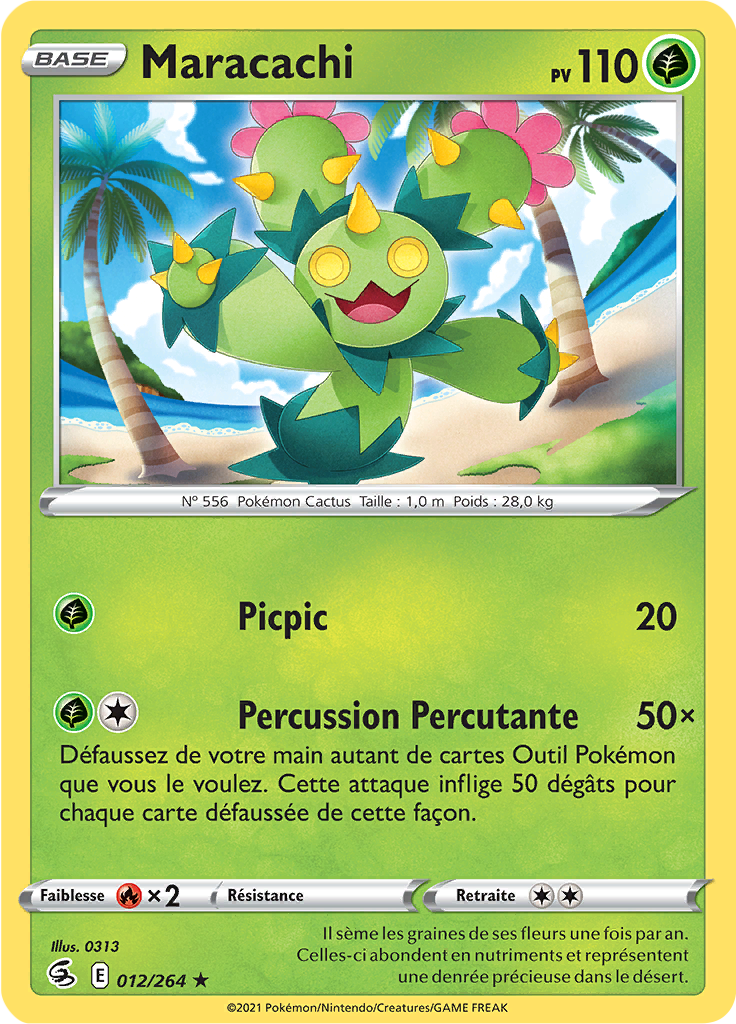 BASE Maracachi PV 110
Nº 556 Pokémon Cactus Taille : 1,0 m Poids : 28,0 kg
Picpic 20
Percussion Percutante 50×
Défaussez de votre main autant de cartes Outil Pokémon
que vous le voulez. Cette attaque inflige 50 dégâts pour
chaque carte défaussée de cette façon.
Faiblesse ×2 Résistance Retraite
Illus. 0313
E 012/264 ★
Il sème les graines de ses fleurs une fois par an.
Celles-ci abondent en nutriments et représentent
une denrée précieuse dans le désert.
©2021 Pokémon/Nintendo/Creatures/GAME FREAK